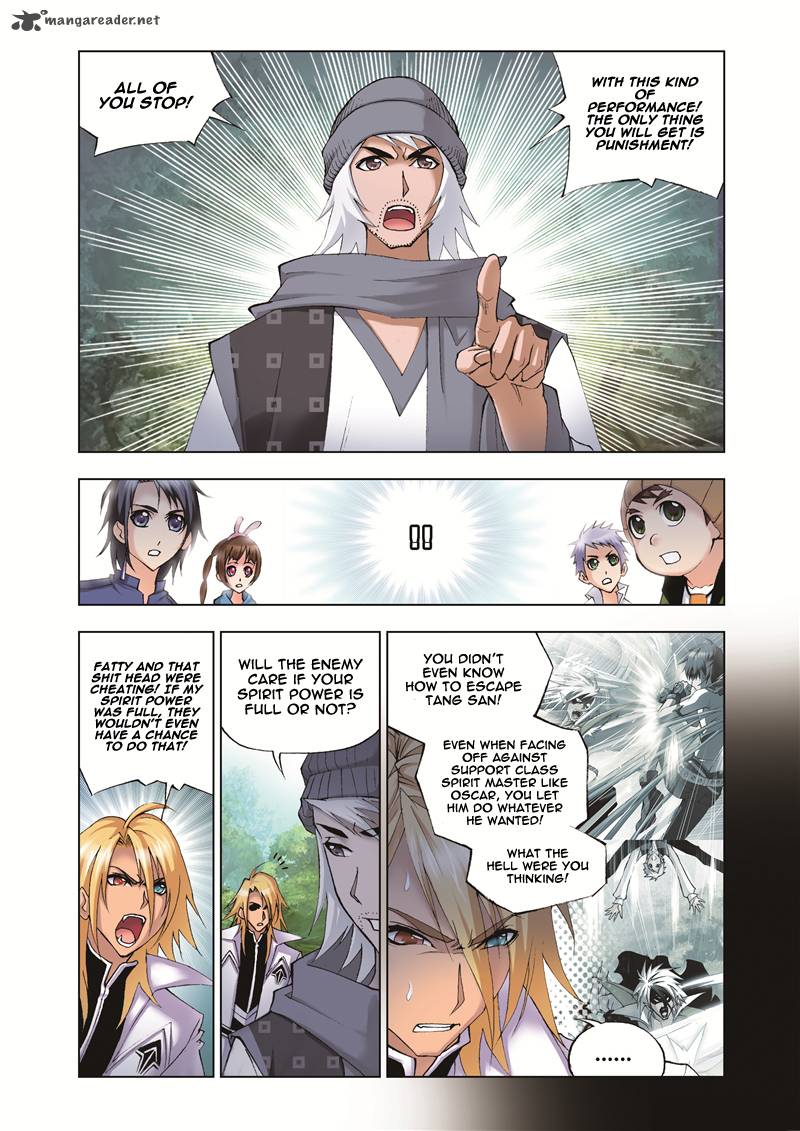 mangareader.net
ALL OF
YOU STOP!
WITH THIS KIND
OF
PERFORMANCE!
THE ONLY THING
YOU WILL GET IS
PUNISHMENT!
!!
FATTY AND THAT
SHIT HEAD WERE
CHEATING! IF MY
SPIRIT POWER
WAS FULL, THEY
WOULDN'T EVEN
HAVE A CHANCE
TO DO THAT!
WILL THE ENEMY
CARE IF YOUR
SPIRIT POWER IS
FULL OR NOT?
YOU DIDN'T
EVEN KNOW
HOW TO ESCAPE
TANG SAN!
EVEN WHEN FACING
OFF AGAINST
SUPPORT CLASS
SPIRIT MASTER LIKE
OSCAR, YOU LET
HIM DO WHATEVER
HE WANTED!
WHAT
THE HELL WERE YOU
THINKING!
......